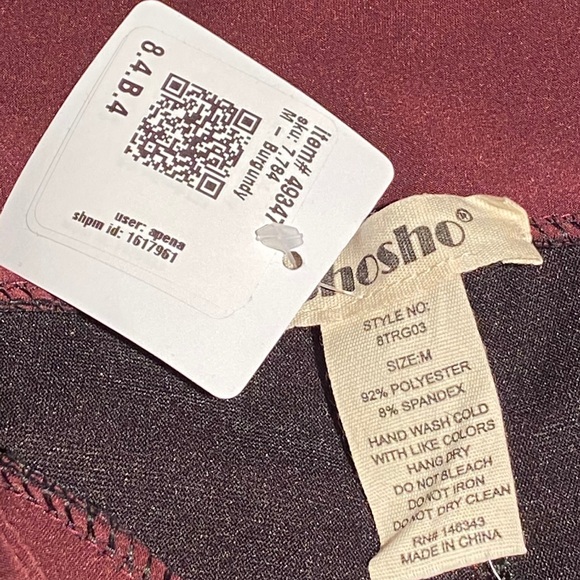 8.4.B.4
Item# 49347
sku: 7.784
M – Burgundy
user: apena
shpm id: 1617961
hosho®
STYLE NO:
8TRG03
SIZE:M
92% POLYESTER
8% SPANDEX
HAND WASH COLD
WITH LIKE COLORS
HANG DRY
DO NOT BLEACH
DO NOT IRON
DO NOT DRY CLEAN
RN# 146343
MADE IN CHINA